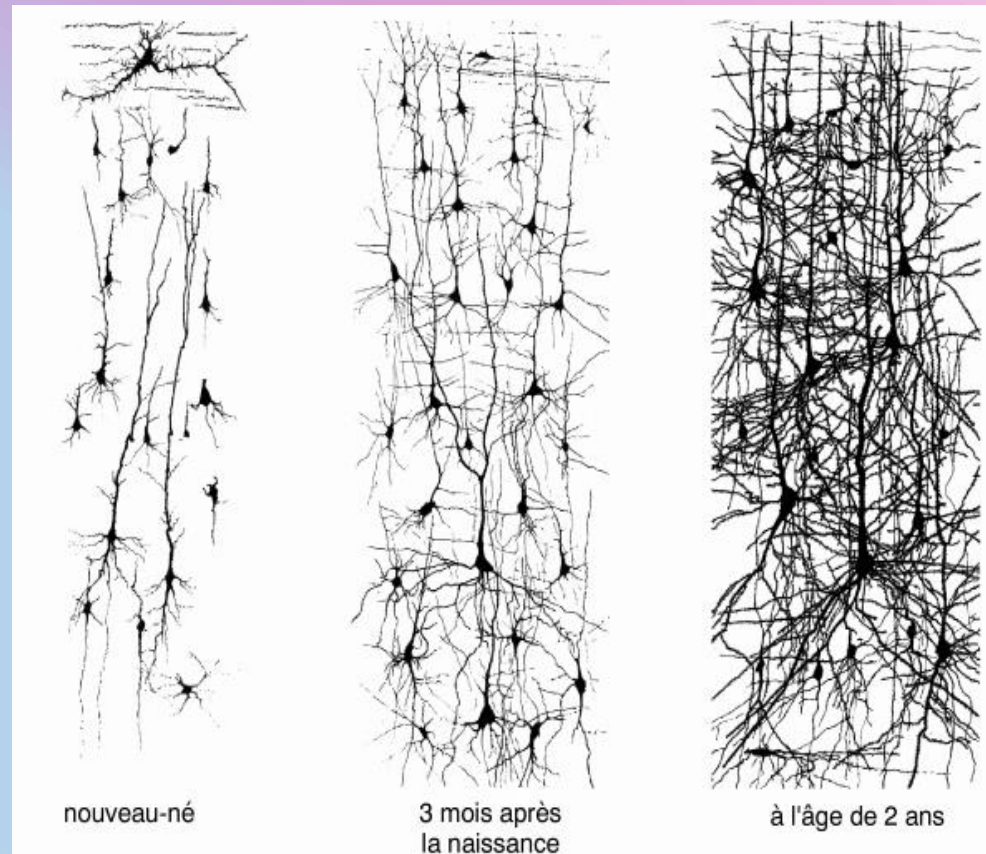 nouveau-né
3 mois après
la naissance
à l'âge de 2 ans